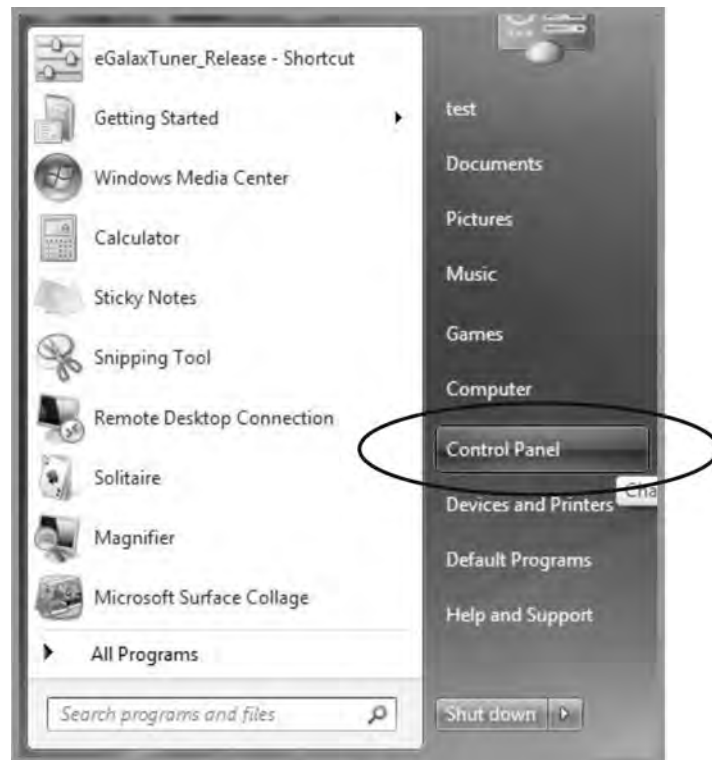 eGalaxTuner_Release - Shortcut
Getting Started
Windows Media Center
Calculator
Sticky Notes
Snipping Tool
Remote Desktop Connection
Solitaire
Magnifier
Microsoft Surface Collage
All Programs
Search programs and files
test
Documents
Pictures
Music
Games
Computer
Control Panel
Cha
Devices and Printers
Default Programs
Help and Support
Shut down